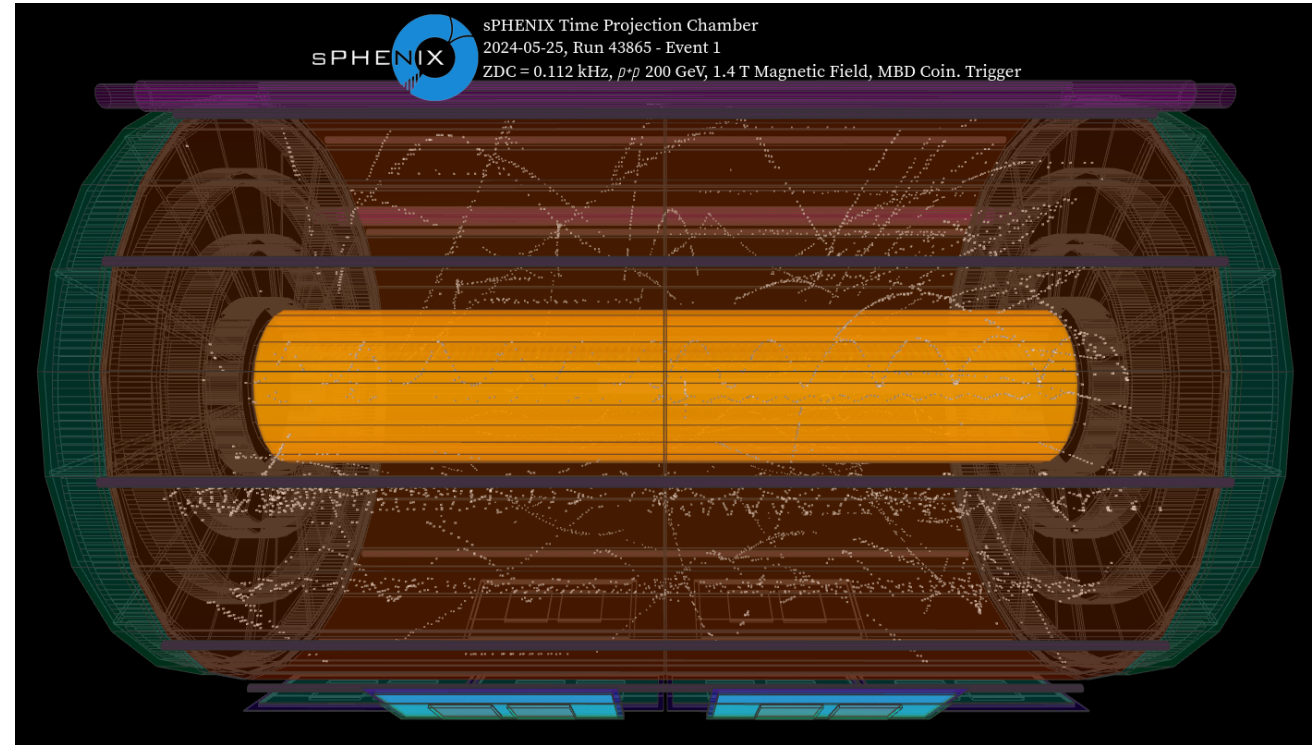 sPHENIX
sPHENIX Time Projection Chamber
2024-05-25, Run 43865 - Event 1
ZDC = 0.112 kHz, p+p 200 GeV, 1.4 T Magnetic Field, MBD Coin. Trigger